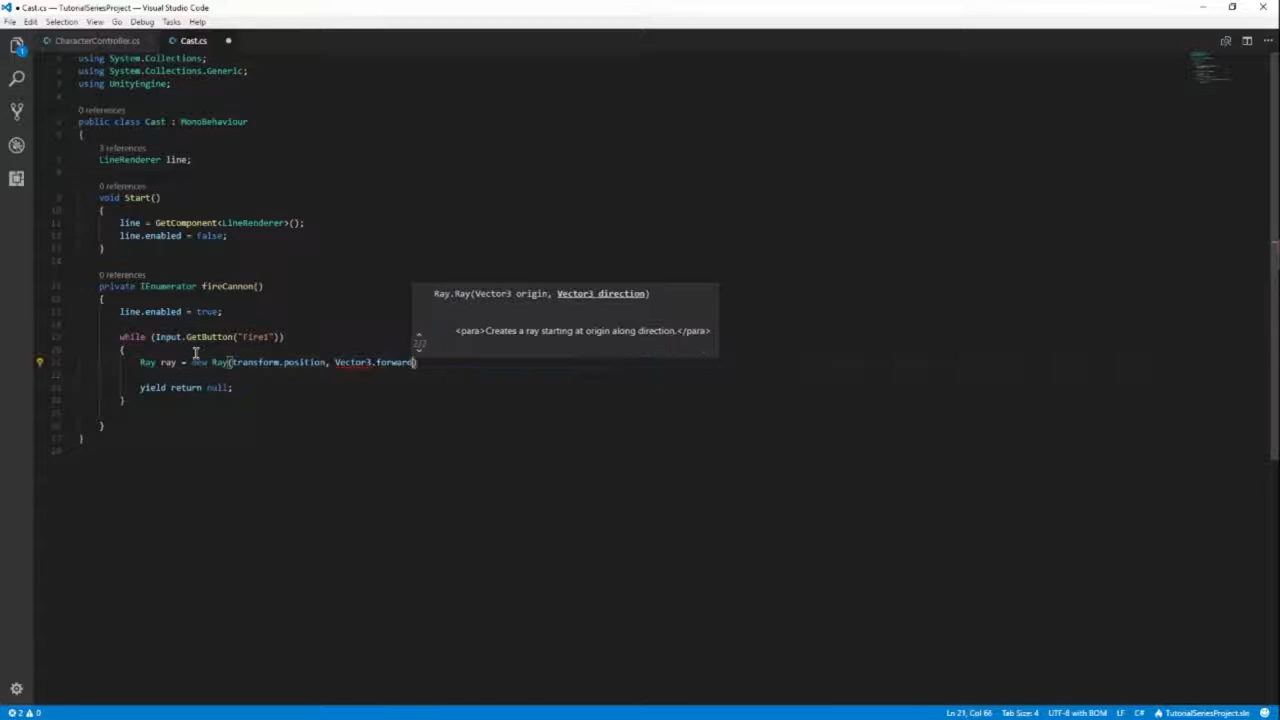 Cast.cs — TutorialSeriesProject — Visual Studio Code
File Edit Selection View Go Debug Tasks Help
CharacterController.cs Cast.cs
using System.Collections;
using System.Collections.Generic;
using UnityEngine;
0 references
public class Cast : MonoBehaviour
{
3 references
LineRenderer line;
0 references
void Start()
{
line = GetComponent<LineRenderer>();
line.enabled = false;
}
0 references
private IEnumerator fireCannon()
{
line.enabled = true;
while (Input.GetButton("Fire1"))
{
Ray ray = new Ray(transform.position, Vector3.forward)
yield return null;
}
}
}
Ray.Ray(Vector3 origin, Vector3 direction)
2/2
<para>Creates a ray starting at origin along direction.</para>
2 0 Ln 21, Col 66 Tab Size: 4 UTF-8 with BOM LF C# TutorialSeriesProject.sln